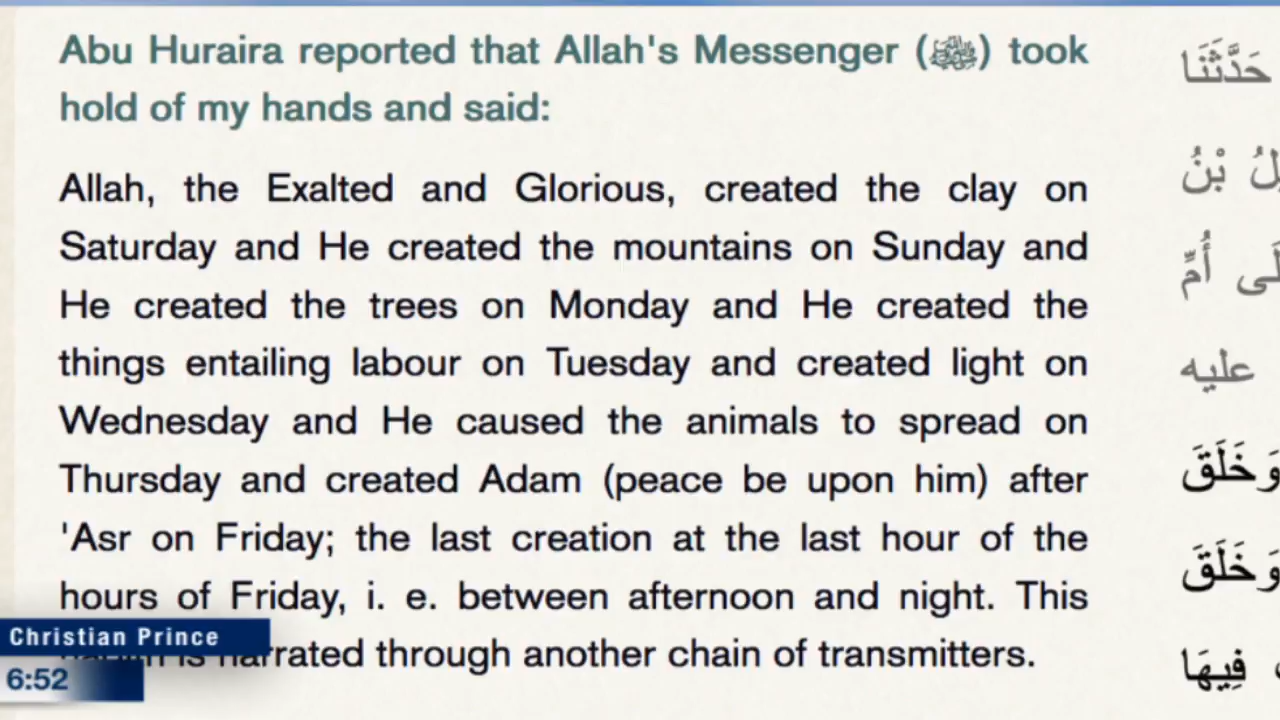 Abu Huraira reported that Allah's Messenger (ﷺ) took
hold of my hands and said:
Allah, the Exalted and Glorious, created the clay on
Saturday and He created the mountains on Sunday and
He created the trees on Monday and He created the
things entailing labour on Tuesday and created light on
Wednesday and He caused the animals to spread on
Thursday and created Adam (peace be upon him) after
'Asr on Friday; the last creation at the last hour of the
hours of Friday, i. e. between afternoon and night. This
is narrated through another chain of transmitters.
حَدَّثَنَا
بْنُ
أُمِّ
عليه
وَخَلَقَ
وَخَلَقَ
فِيهَا
Christian Prince
6:52